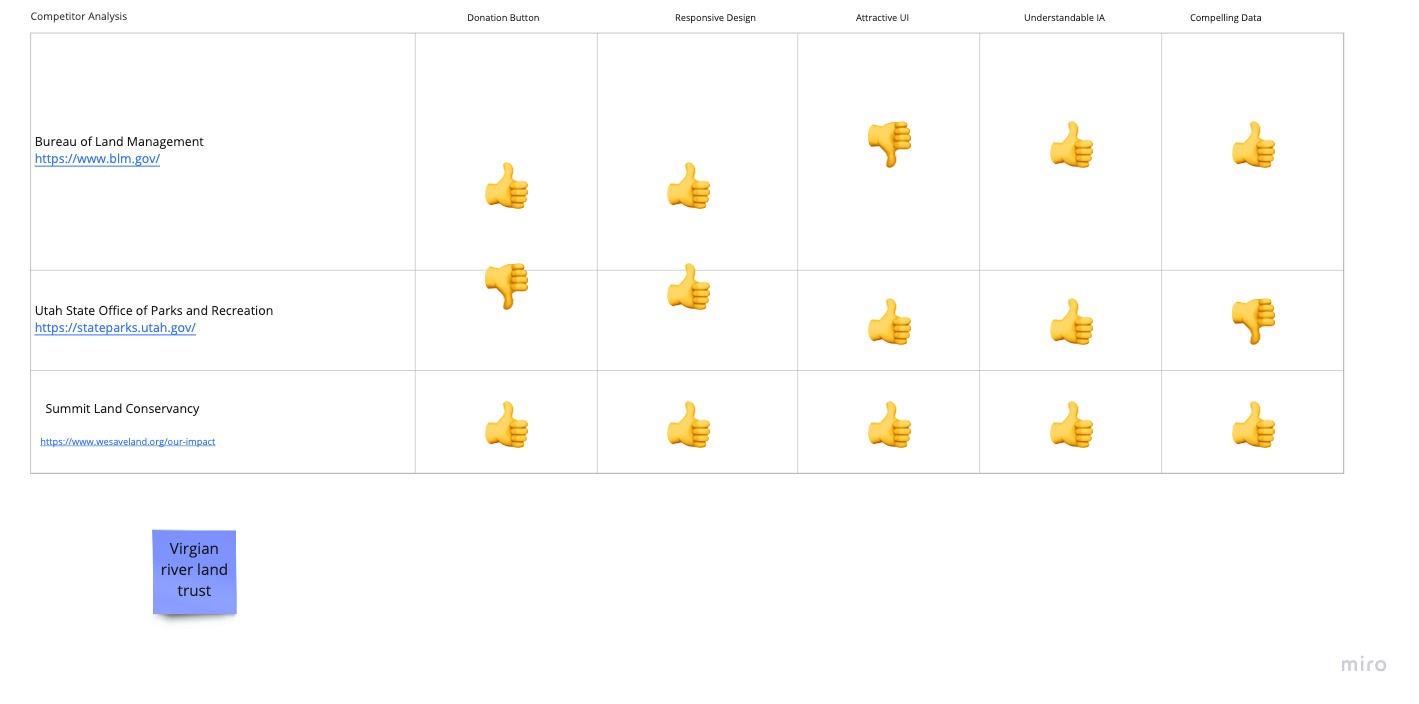 Competitor Analysis
Donation Button
Responsive Design
Attractive UI
Understandable IA
Compelling Data
Bureau of Land Management
https://www.blm.gov/
Utah State Office of Parks and Recreation
https://stateparks.utah.gov/
Summit Land Conservancy
https://www.wesaveland.org/our-impact
Virgian
river land
trust
miro